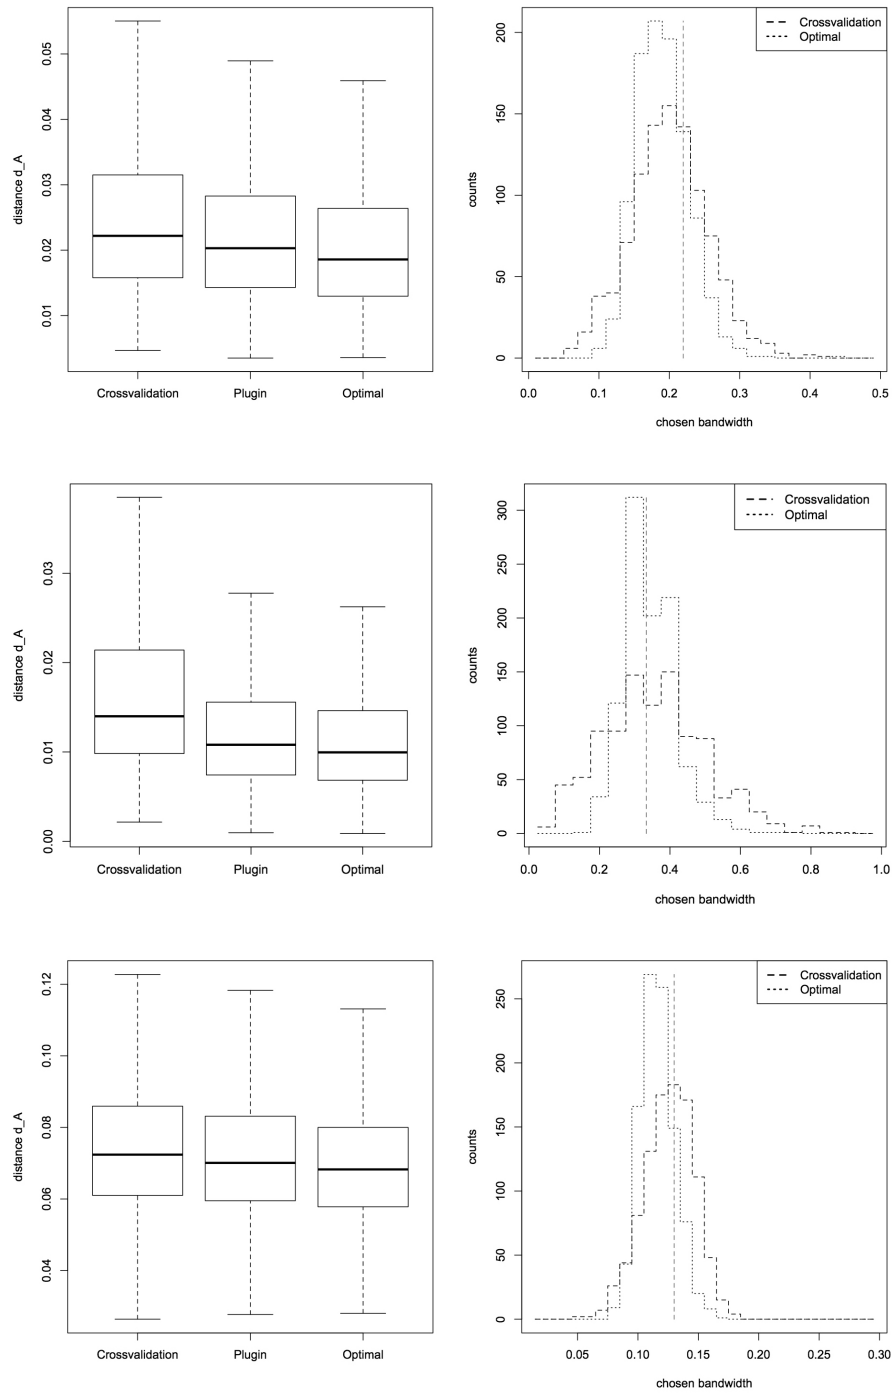 distance d_A
0.01 0.02 0.03 0.04 0.05
Crossvalidation Plugin Optimal
counts
0 50 100 150 200
Crossvalidation
Optimal
0.0 0.1 0.2 0.3 0.4 0.5
chosen bandwidth
distance d_A
0.00 0.01 0.02 0.03
Crossvalidation Plugin Optimal
counts
0 50 100 150 200 250 300
Crossvalidation
Optimal
0.0 0.2 0.4 0.6 0.8 1.0
chosen bandwidth
distance d_A
0.04 0.06 0.08 0.10 0.12
Crossvalidation Plugin Optimal
counts
0 50 100 150 200 250
Crossvalidation
Optimal
0.05 0.10 0.15 0.20 0.25 0.30
chosen bandwidth